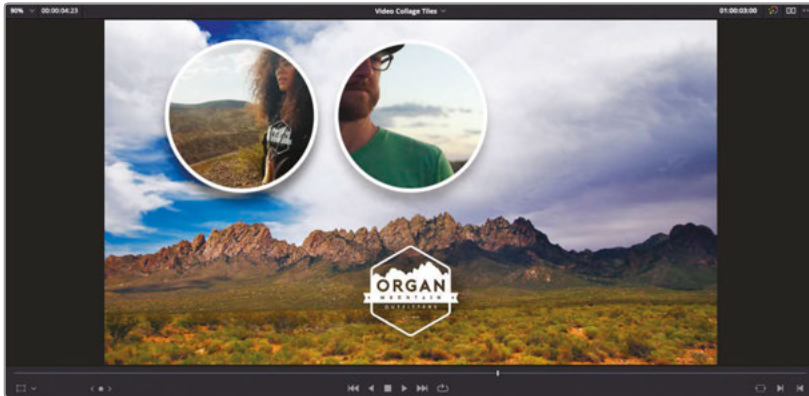 90% 00:00:04:23 Video Collage Tiles 01:00:03:00
ORGAN
MOUNTAIN
OUTFITTERS